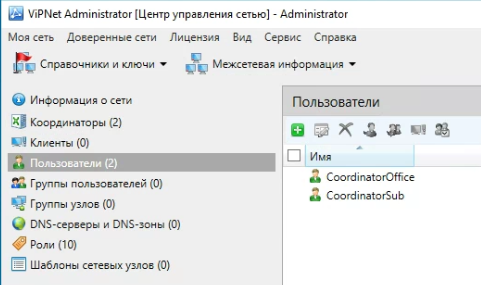 ViPNet Administrator [Центр управления сетью] - Administrator
Моя сеть Доверенные сети Лицензия Вид Сервис Справка
Справочники и ключи Межсетевая информация
Информация о сети
Координаторы (2)
Клиенты (0)
Пользователи (2)
Группы пользователей (0)
Группы узлов (0)
DNS-серверы и DNS-зоны (0)
Роли (10)
Шаблоны сетевых узлов (0)
Пользователи
Имя
CoordinatorOffice
CoordinatorSub